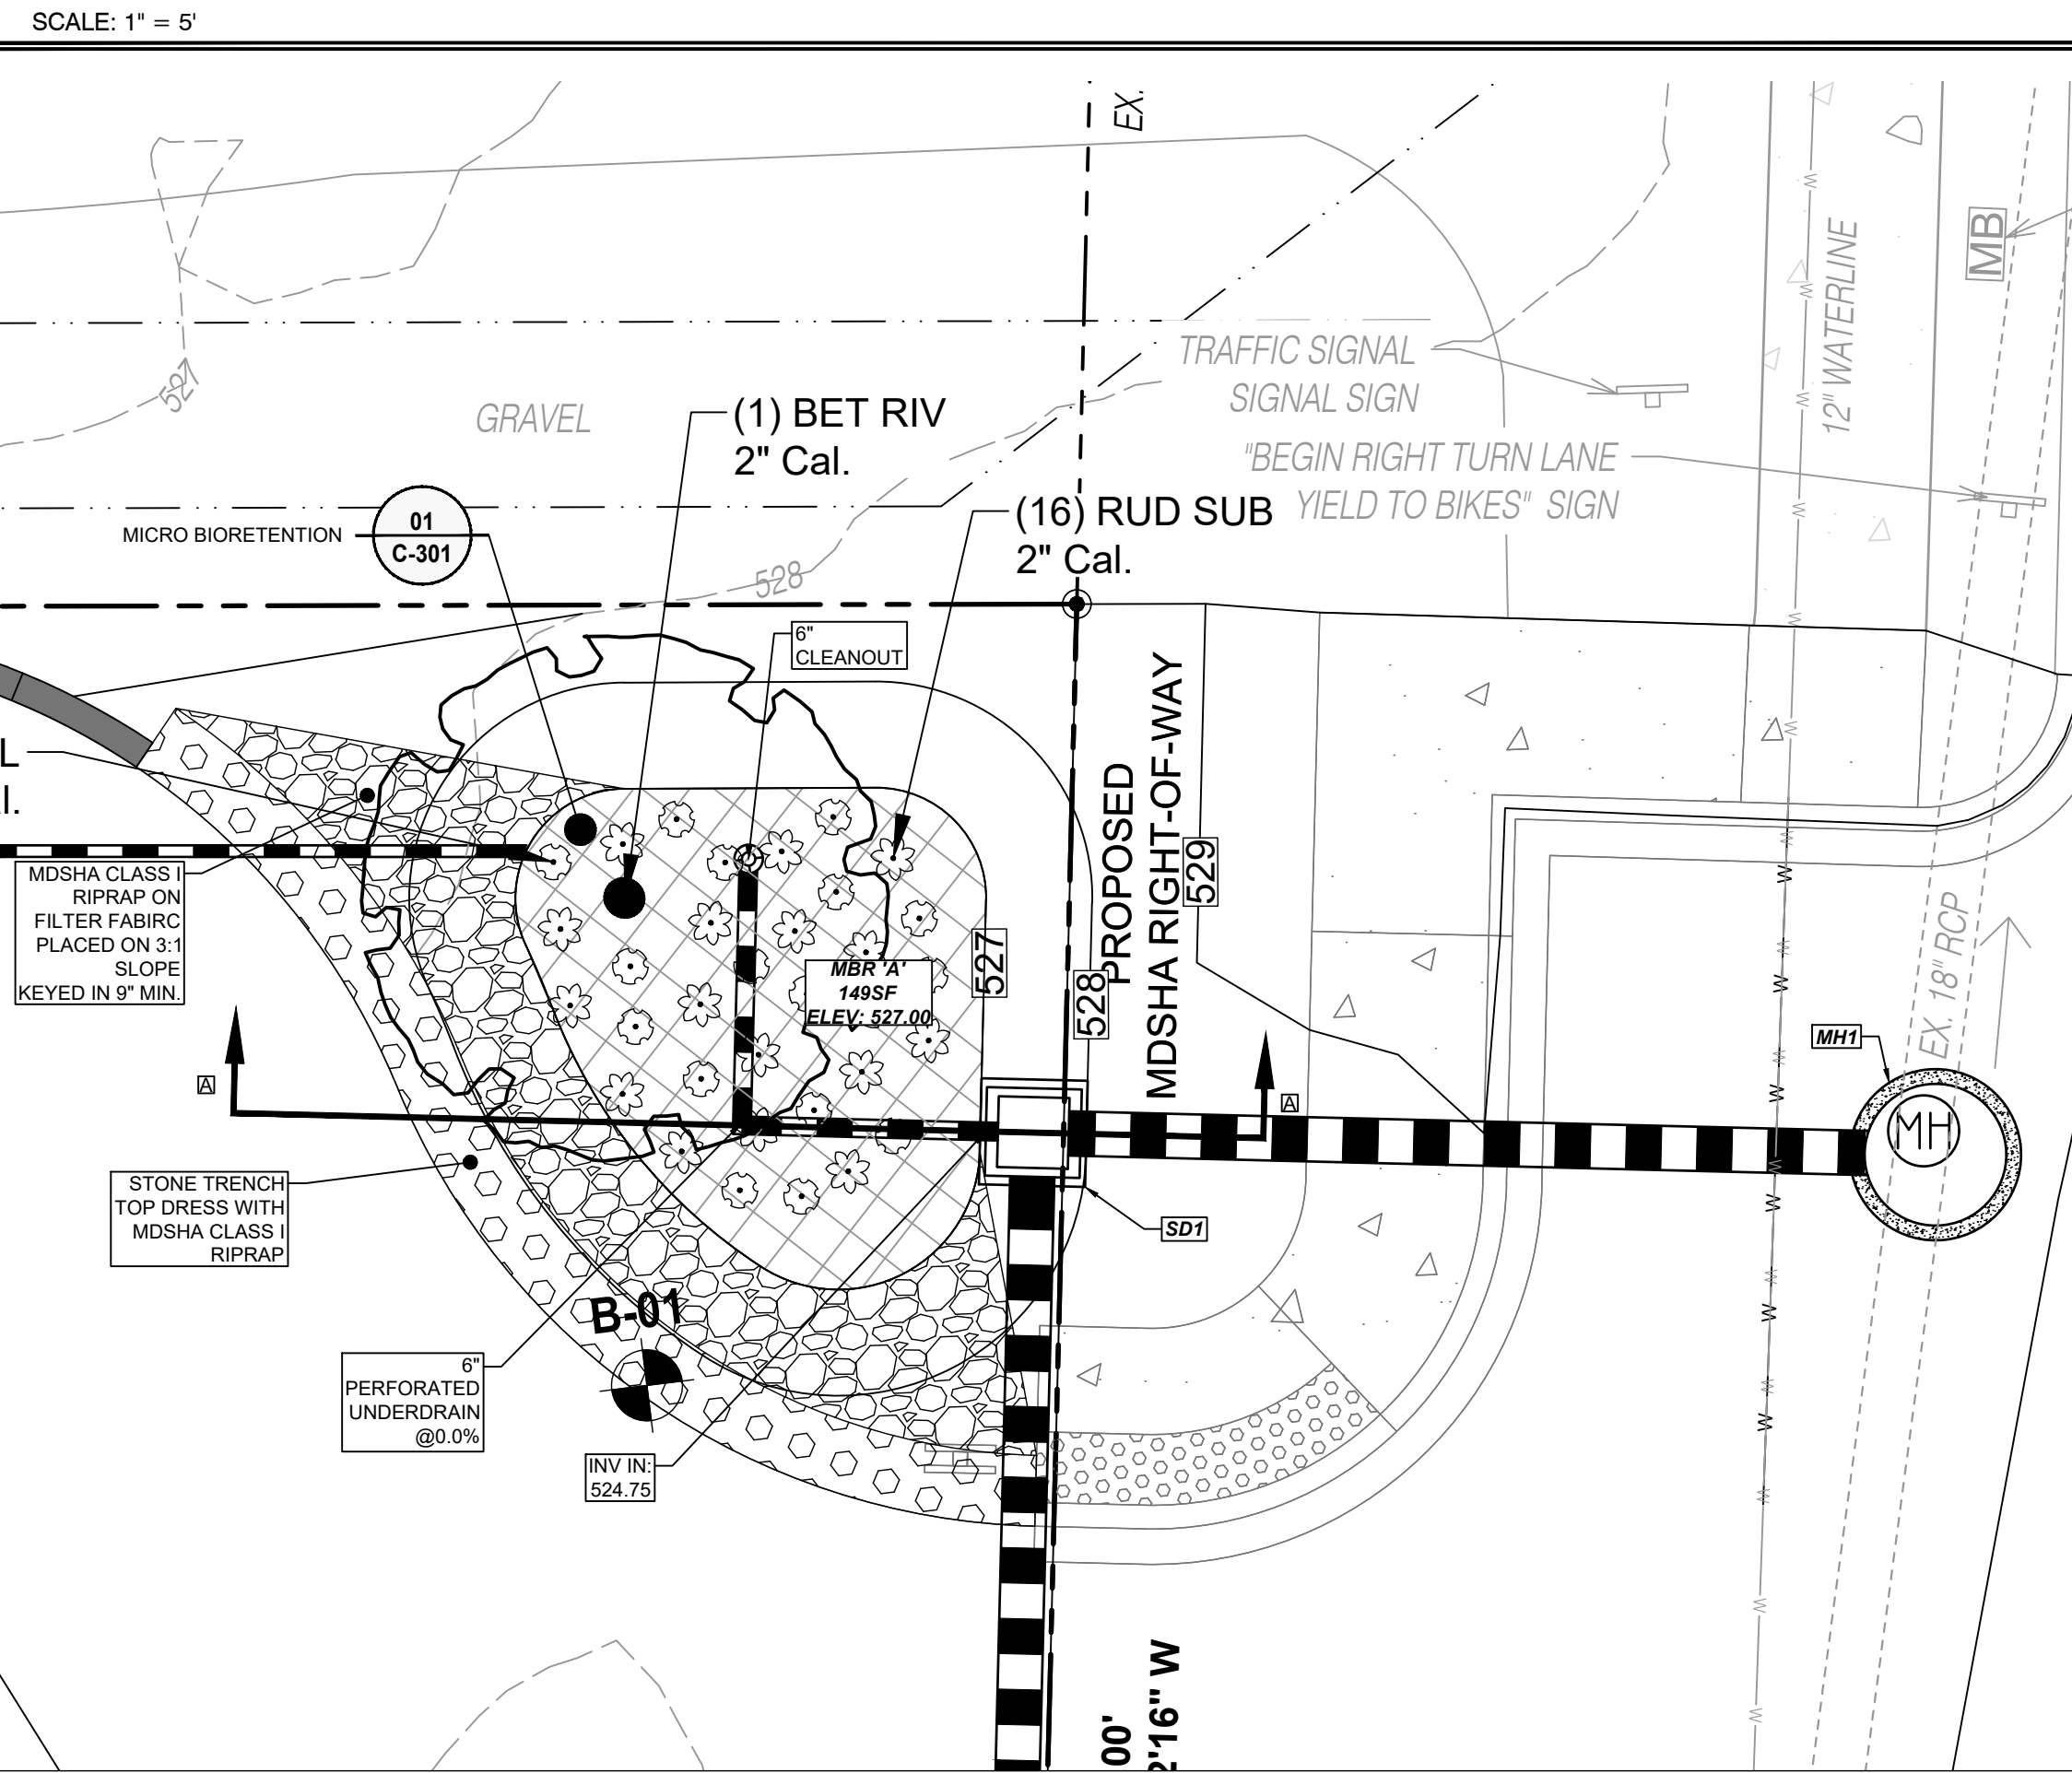 SCALE: 1" = 5'
EX.
527
GRAVEL
(1) BET RIV
2" Cal.
TRAFFIC SIGNAL
SIGNAL SIGN
"BEGIN RIGHT TURN LANE
YIELD TO BIKES" SIGN
12" WATERLINE
MB
MICRO BIORETENTION
01
C-301
(16) RUD SUB
2" Cal.
528
6"
CLEANOUT
PROPOSED
MDSHA RIGHT-OF-WAY
529
L
al.
MDSHA CLASS I
RIPRAP ON
FILTER FABIRC
PLACED ON 3:1
SLOPE
KEYED IN 9" MIN.
MBR 'A'
149SF
ELEV: 527.00
527
528
EX. 18" RCP
MH1
MH
A
A
STONE TRENCH
TOP DRESS WITH
MDSHA CLASS I
RIPRAP
SD1
B-01
6"
PERFORATED
UNDERDRAIN
@0.0%
INV IN:
524.75
00'
2'16" W
W
W
W
W
W
W
W